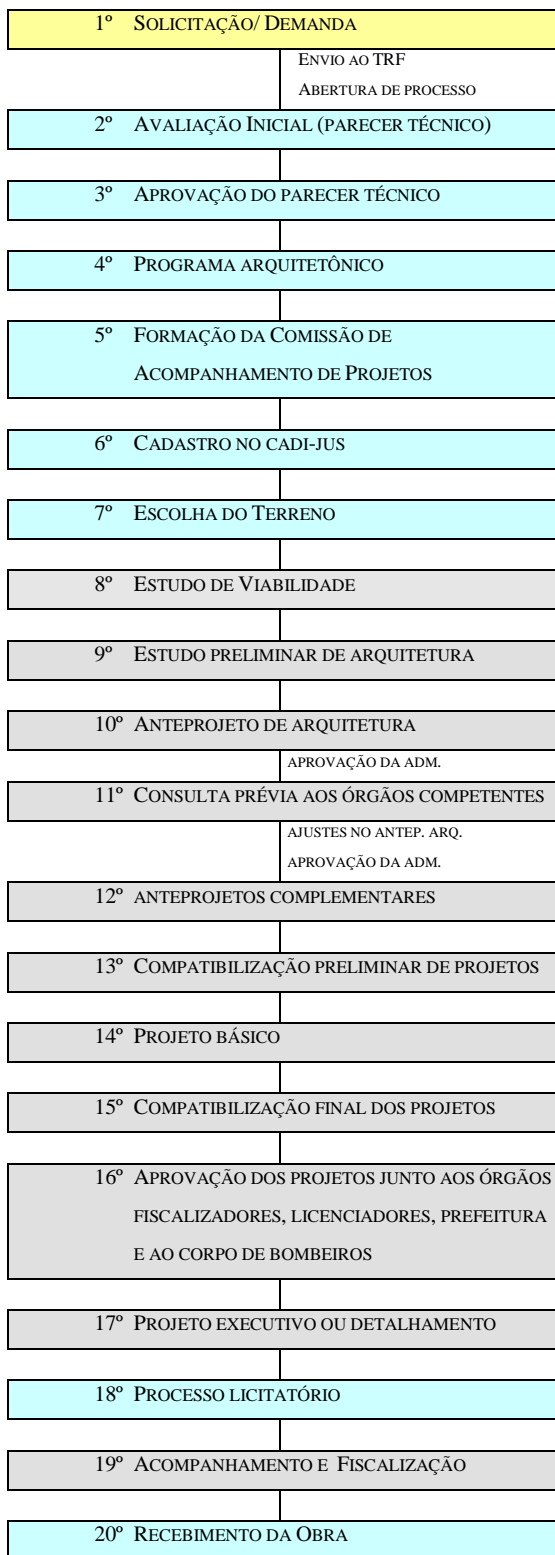 1º SOLICITAÇÃO/ DEMANDA
ENVIO AO TRF
ABERTURA DE PROCESSO
2º AVALIAÇÃO INICIAL (PARECER TÉCNICO)
3º APROVAÇÃO DO PARECER TÉCNICO
4º PROGRAMA ARQUITETÔNICO
5º FORMAÇÃO DA COMISSÃO DE
ACOMPANHAMENTO DE PROJETOS
6º CADASTRO NO CADI-JUS
7º ESCOLHA DO TERRENO
8º ESTUDO DE VIABILIDADE
9º ESTUDO PRELIMINAR DE ARQUITETURA
10º ANTEPROJETO DE ARQUITETURA
APROVAÇÃO DA ADM.
11º CONSULTA PRÉVIA AOS ÓRGÃOS COMPETENTES
AJUSTES NO ANTEP. ARQ.
APROVAÇÃO DA ADM.
12º ANTEPROJETOS COMPLEMENTARES
13º COMPATIBILIZAÇÃO PRELIMINAR DE PROJETOS
14º PROJETO BÁSICO
15º COMPATIBILIZAÇÃO FINAL DOS PROJETOS
16º APROVAÇÃO DOS PROJETOS JUNTO AOS ÓRGÃOS
FISCALIZADORES, LICENCIADORES, PREFEITURA
E AO CORPO DE BOMBEIROS
17º PROJETO EXECUTIVO OU DETALHAMENTO
18º PROCESSO LICITATÓRIO
19º ACOMPANHAMENTO E FISCALIZAÇÃO
20º RECEBIMENTO DA OBRA